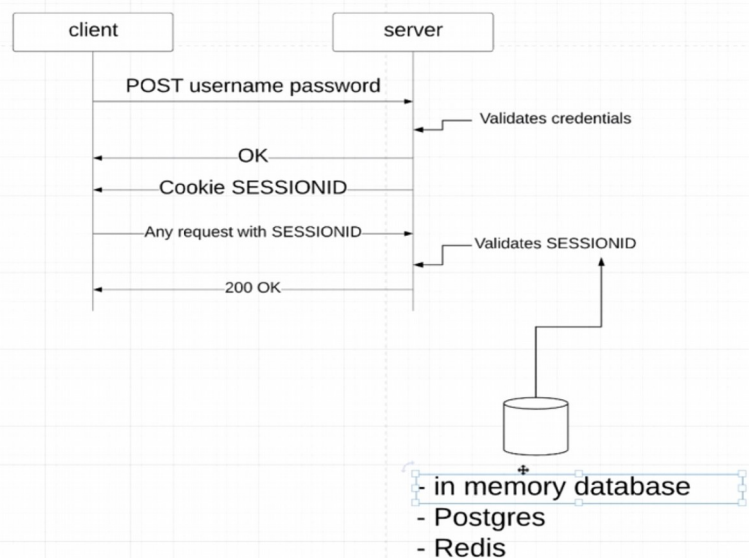 client
server
POST username password
Validates credentials
OK
Cookie SESSIONID
Any request with SESSIONID
Validates SESSIONID
200 OK
- in memory database
- Postgres
- Redis